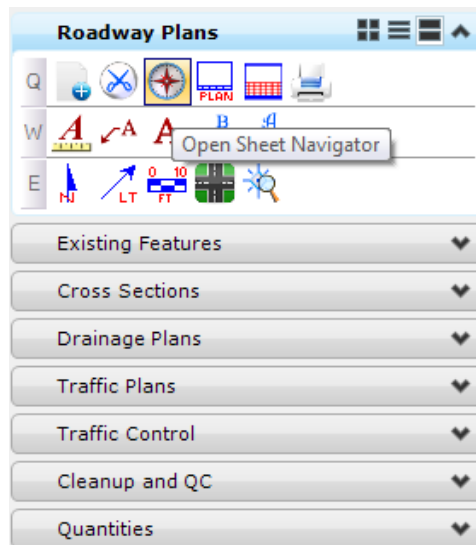 Roadway Plans
Q
PLAN
W A A A B A
Open Sheet Navigator
E N LT 0 10 FT
Existing Features
Cross Sections
Drainage Plans
Traffic Plans
Traffic Control
Cleanup and QC
Quantities